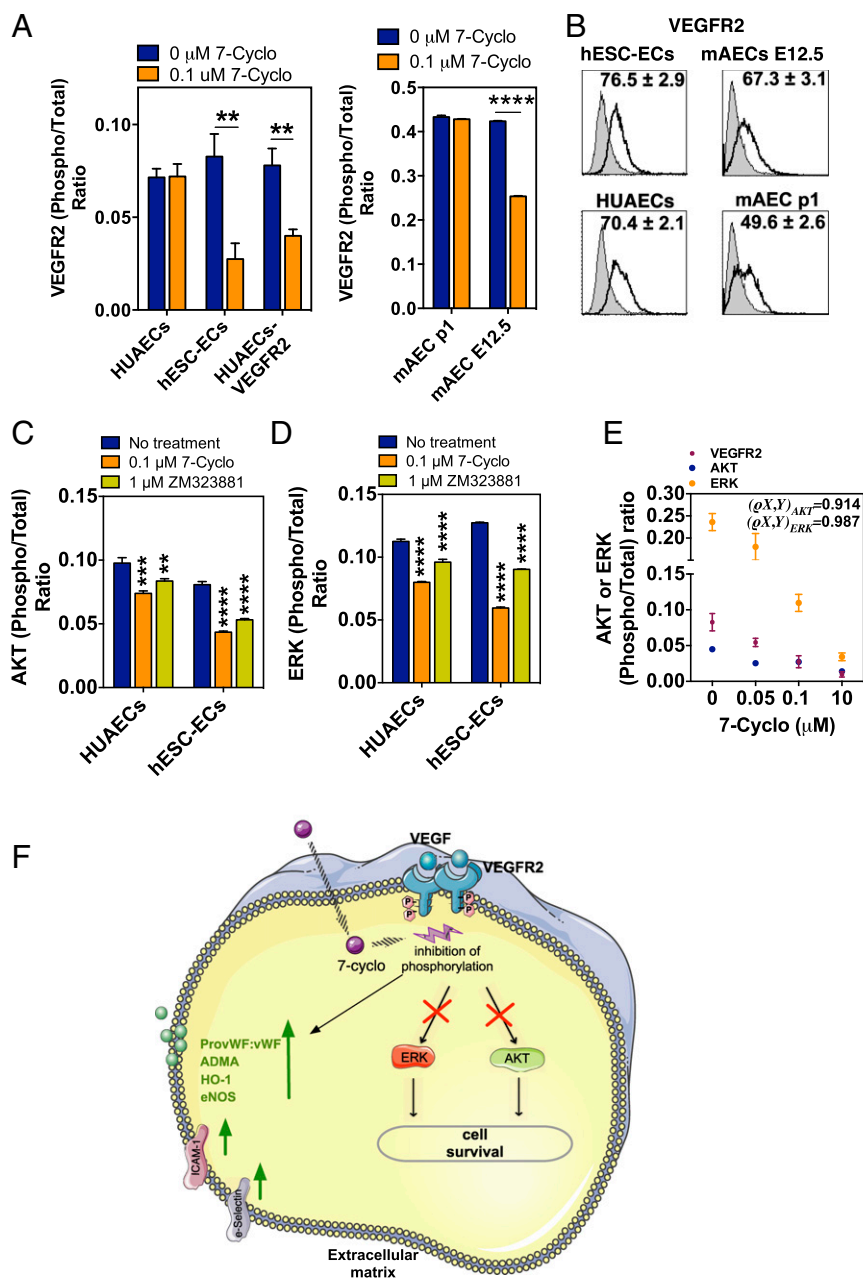 A
0 µM 7-Cyclo
0.1 uM 7-Cyclo
VEGFR2 (Phospho/Total)
Ratio
0.10
0.05
0.00
**
**
HUAECs
hESC-ECs
HUAECs-
VEGFR2
0 µM 7-Cyclo
0.1 µM 7-Cyclo
VEGFR2 (Phospho/Total)
Ratio
0.5
0.4
0.3
0.2
0.1
0.0
****
mAEC p1
mAEC E12.5
B
VEGFR2
hESC-ECs
mAECs E12.5
76.5 ± 2.9
67.3 ± 3.1
HUAECs
mAEC p1
70.4 ± 2.1
49.6 ± 2.6
C
No treatment
0.1 µM 7-Cyclo
1 µM ZM323881
AKT (Phospho/Total)
Ratio
0.15
0.10
0.05
0.00
***
**
****
****
HUAECs
hESC-ECs
D
No treatment
0.1 µM 7-Cyclo
1 µM ZM323881
ERK (Phospho/Total)
Ratio
0.15
0.10
0.05
0.00
****
****
****
****
HUAECs
hESC-ECs
E
VEGFR2
AKT
ERK
(ϱX,Y)AKT=0.914
(ϱX,Y)ERK=0.987
AKT or ERK
(Phospho/Total) ratio
0.30
0.25
0.20
0.15
0.10
0.05
0.00
0 0.05 0.1 10
7-Cyclo (µM)
F
VEGF
VEGFR2
P
P
P
P
7-cyclo
inhibition of
phosphorylation
ProvWF:vWF
ADMA
HO-1
eNOS
ERK
AKT
cell
survival
ICAM-1
e-Selectin
Extracellular
matrix